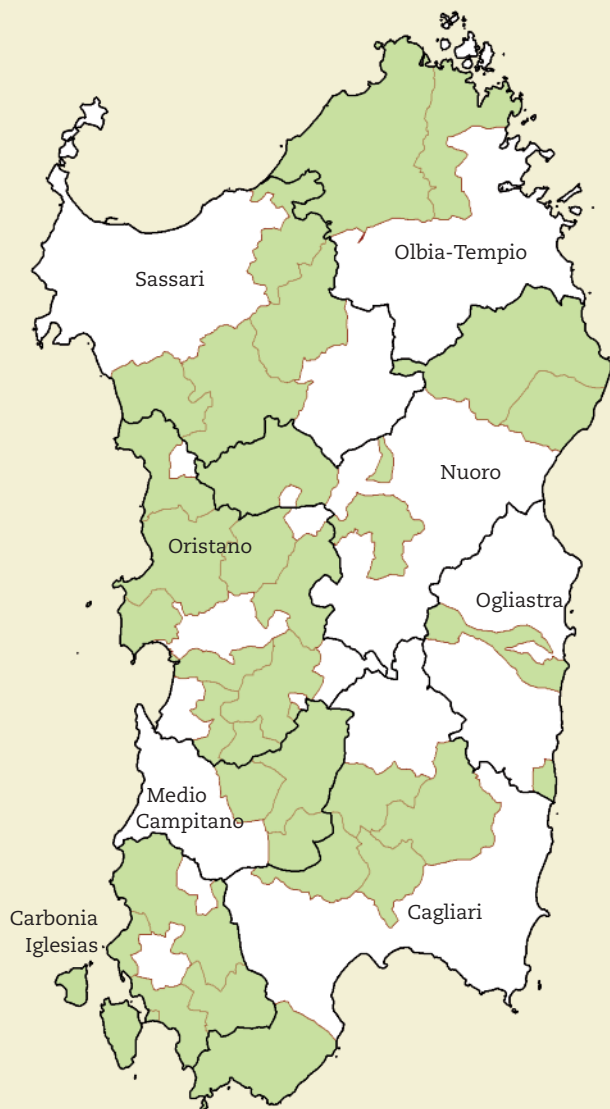 Olbia-Tempio
Sassari
Nuoro
Oristano
Ogliastra
Medio
Campitano
Cagliari
Carbonia
Iglesias